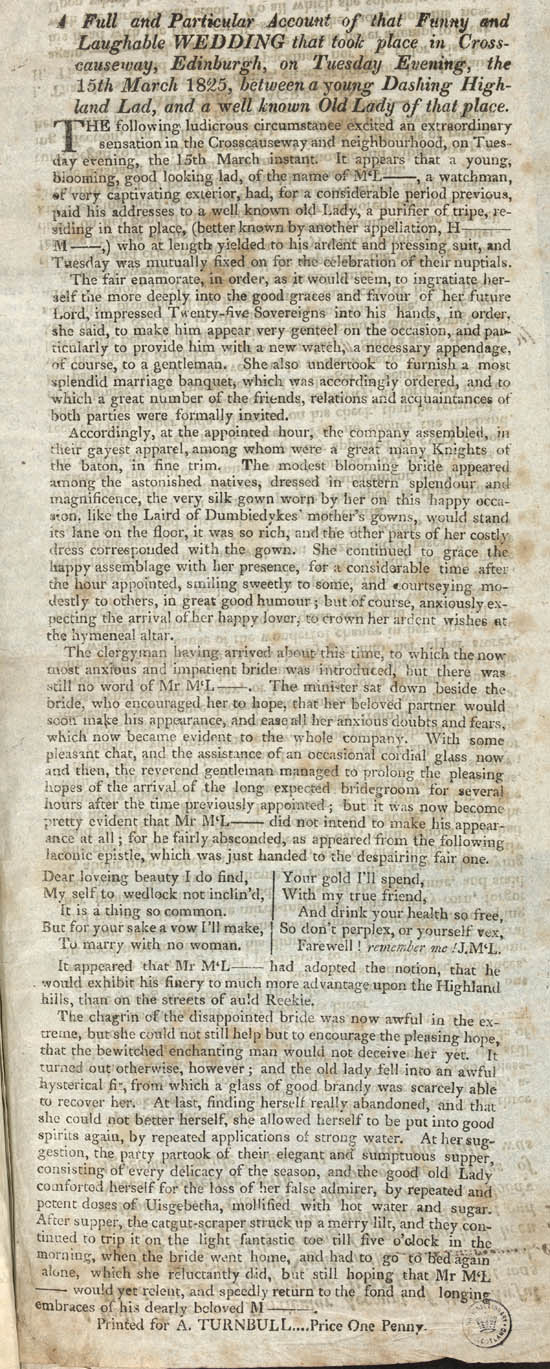 A Full and Particular Account of that Funny and
Laughable WEDDING that took place in Cross-
causeway, Edinburgh, on Tuesday Evening, the
15th March 1825, between a young Dashing High-
land Lad, and a well known Old Lady of that place.
THE following ludicrous circumstance excited an extraordinary
sensation in the Crosscauseway and neighbourhood, on Tues-
day evening, the 15th March instant. It appears that a young,
blooming, good looking lad, of the name of M‘L——, a watchman,
of very captivating exterior, had, for a considerable period previous,
paid his addresses to a well known old Lady, a purifier of tripe, re-
siding in that place, (better known by another appellation, H——
M——,) who at length yielded to his ardent and pressing suit, and
Tuesday was mutually fixed on for the celebration of their nuptials.
The fair enamorate, in order, as it would seem, to ingratiate her-
self the more deeply into the good graces and favour of her future
Lord, impressed Twenty-five Sovereigns into his hands, in order,
she said, to make him appear very genteel on the occasion, and par-
ticularly to provide him with a new watch, a necessary appendage,
of course, to a gentleman. She also undertook to furnish a most
splendid marriage banquet, which was accordingly ordered, and to
which a great number of the friends, relations and acquaintances of
both parties were formally invited.
Accordingly, at the appointed hour, the company assembled, in
their gayest apparel, among whom were a great many Knights of
the baton, in fine trim. The modest blooming bride appeared
among the astonished natives, dressed in eastern splendour and
magnificence, the very silk gown worn by her on this happy occa-
sion, like the Laird of Dumbiedykes' mother's gowns, would stand
its lane on the floor, it was so rich, and the other parts of her costly
dress corresponded with the gown. She continued to grace the
happy assemblage with her presence, for a considerable time after
the hour appointed, smiling sweetly to some, and courtseying mo-
destly to others, in great good humour; but of course, anxiously ex-
pecting the arrival of her happy lover, to crown her ardent wishes at
the hymeneal altar.
The clergyman having arrived about this time, to which the now
most anxious and impatient bride was introduced, but there was
still no word of Mr M‘L——. The minister sat down beside the
bride, who encouraged her to hope, that her beloved partner would
soon make his appearance, and ease all her anxious doubts and fears,
which now became evident to the whole company. With some
pleasant chat, and the assistance of an occasional cordial glass now
and then, the reverend gentleman managed to prolong the pleasing
hopes of the arrival of the long expected bridegroom for several
hours after the time previously appointed; but it was now become
pretty evident that Mr M‘L—— did not intend to make his appear-
ance at all; for he fairly absconded, as appeared from the following
laconic epistle, which was just handed to the despairing fair one.
Dear loveing beauty I do find,
My self to wedlock not inclin'd,
It is a thing so common.
But for your sake a vow I'll make,
To marry with no woman.
Your gold I'll spend,
With my true friend,
And drink your health so free,
So don't perplex, or yourself vex,
Farewell! remember me! J,M‘L.
It appeared that Mr M‘L—— had adopted the notion, that he
would exhibit his finery to much more advantage upon the Highland
hills, than on the streets of auld Reekie.
The chagrin of the disappointed bride was now awful in the ex-
treme, but she could not still help but to encourage the pleasing hope,
that the bewitched enchanting man would not deceive her yet. It
turned out otherwise, however; and the old lady fell into an awful
hysterical fit, from which a glass of good brandy was scarcely able
to recover her. At last, finding herself really abandoned, and that
she could not better herself, she allowed herself to be put into good
spirits again, by repeated applications of strong water. At her sug-
gestion, the party partook of their elegant and sumptuous supper,
consisting of every delicacy of the season, and the good old Lady
comforted herself for the loss of her false admirer, by repeated and
potent doses of Uisgebetha, mollified with hot water and sugar.
After supper, the catgut-scraper struck up a merry lilt, and they con-
tinued to trip it on the light fantastic toe till five o'clock in the
morning, when the bride went home, and had to go to bed again
alone, which she reluctantly did, but still hoping that Mr M‘L
—— would yet relent, and speedly return to the fond and longing
embraces of his dearly beloved M——.
Printed for A. TURNBULL....Price One Penny.